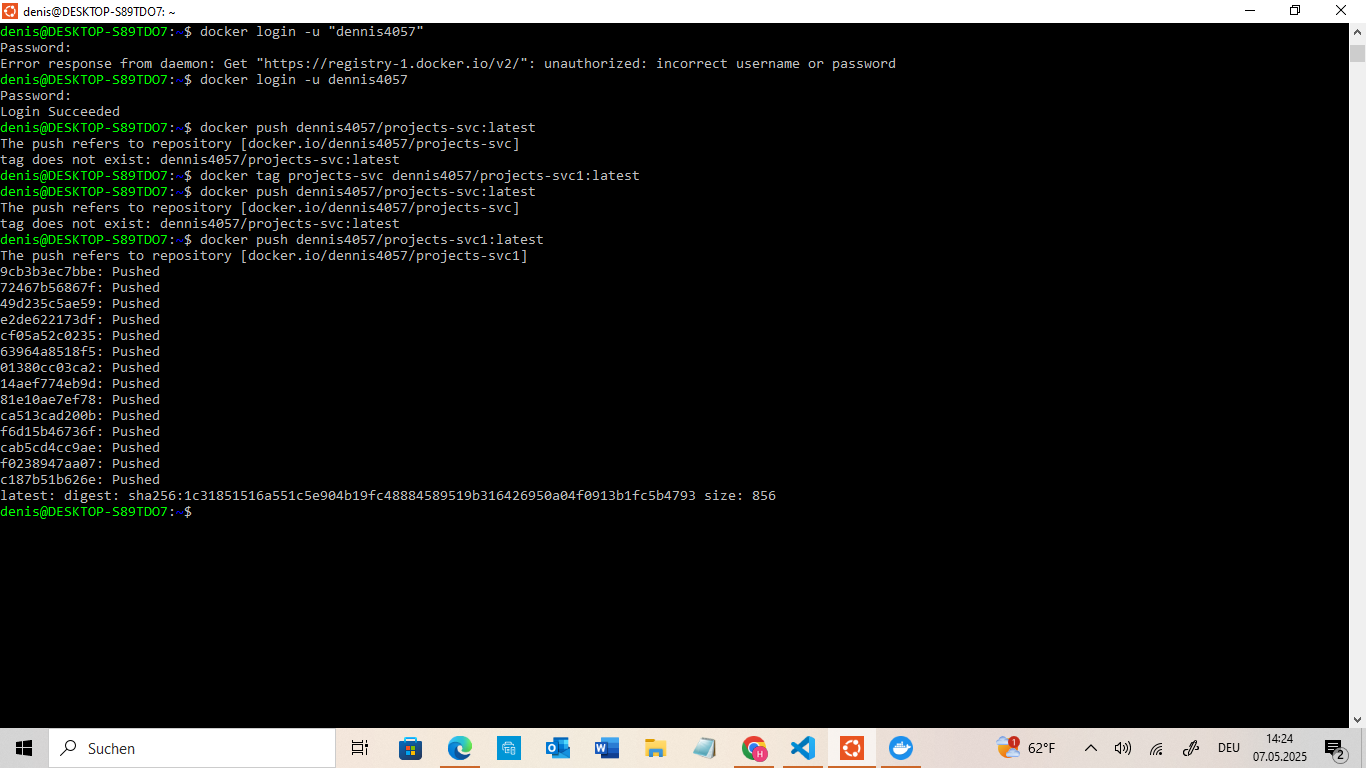 denis@DESKTOP-S89TDO7: ~
denis@DESKTOP-S89TDO7:~$ docker login -u "dennis4057"
Password:
Error response from daemon: Get "https://registry-1.docker.io/v2/": unauthorized: incorrect username or password
denis@DESKTOP-S89TDO7:~$ docker login -u dennis4057
Password:
Login Succeeded
denis@DESKTOP-S89TDO7:~$ docker push dennis4057/projects-svc:latest
The push refers to repository [docker.io/dennis4057/projects-svc]
tag does not exist: dennis4057/projects-svc:latest
denis@DESKTOP-S89TDO7:~$ docker tag projects-svc dennis4057/projects-svc1:latest
denis@DESKTOP-S89TDO7:~$ docker push dennis4057/projects-svc:latest
The push refers to repository [docker.io/dennis4057/projects-svc]
tag does not exist: dennis4057/projects-svc:latest
denis@DESKTOP-S89TDO7:~$ docker push dennis4057/projects-svc1:latest
The push refers to repository [docker.io/dennis4057/projects-svc1]
9cb3b3ec7bbe: Pushed
72467b56867f: Pushed
49d235c5ae59: Pushed
e2de622173df: Pushed
cf05a52c0235: Pushed
63964a8518f5: Pushed
01380cc03ca2: Pushed
14aef774eb9d: Pushed
81e10ae7ef78: Pushed
ca513cad200b: Pushed
f6d15b46736f: Pushed
cab5cd4cc9ae: Pushed
f0238947aa07: Pushed
c187b51b626e: Pushed
latest: digest: sha256:1c31851516a551c5e904b19fc48884589519b316426950a04f0913b1fc5b4793 size: 856
denis@DESKTOP-S89TDO7:~$
Suchen
1
62°F
DEU
14:24
07.05.2025
2